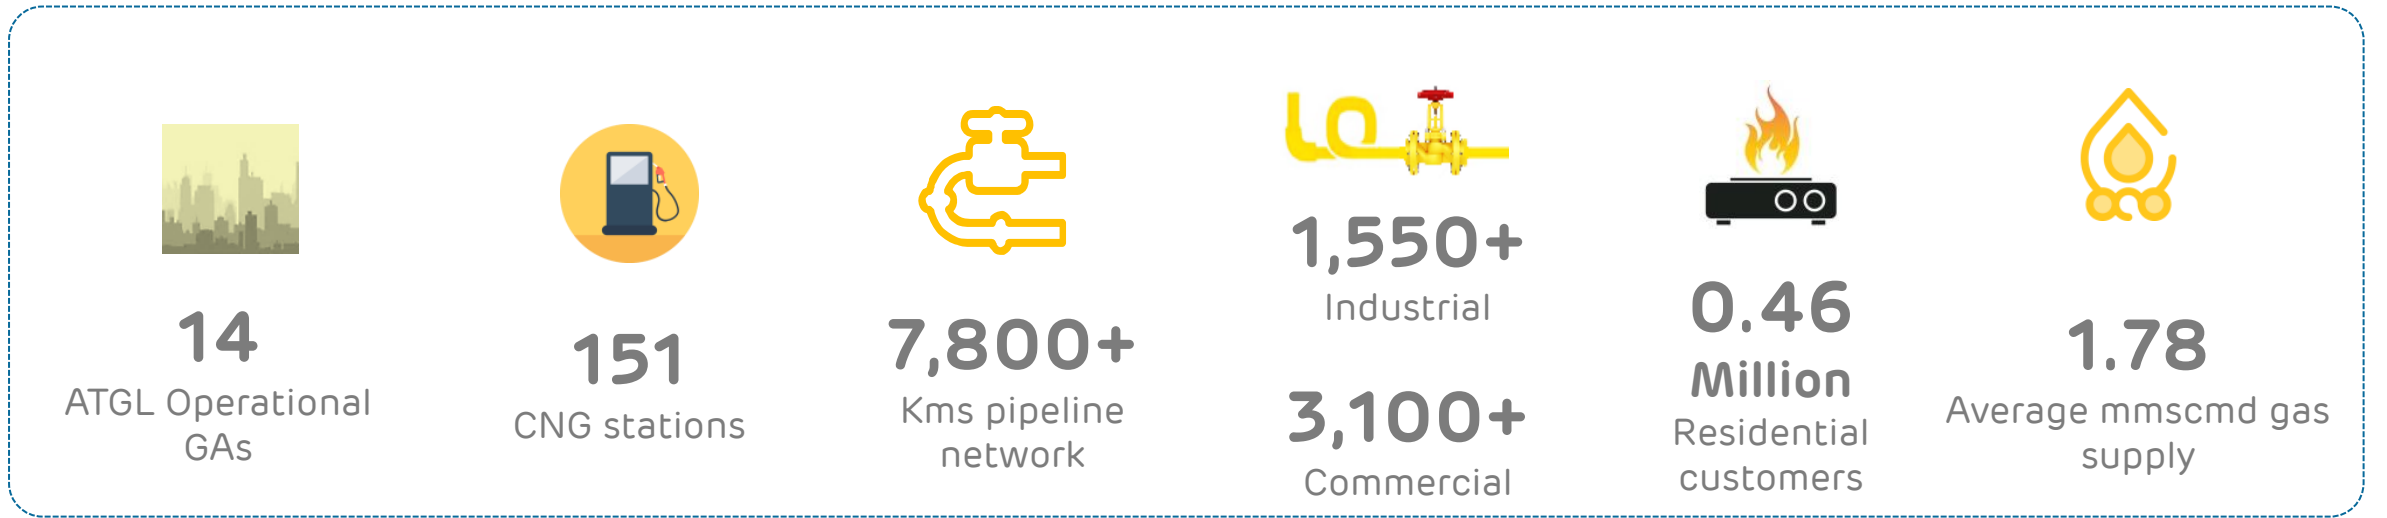 14
ATGL Operational
GAs
151
CNG stations
7,800+
Kms pipeline
network
1,550+
Industrial
3,100+
Commercial
0.46
Million
Residential
customers
1.78
Average mmscmd gas
supply